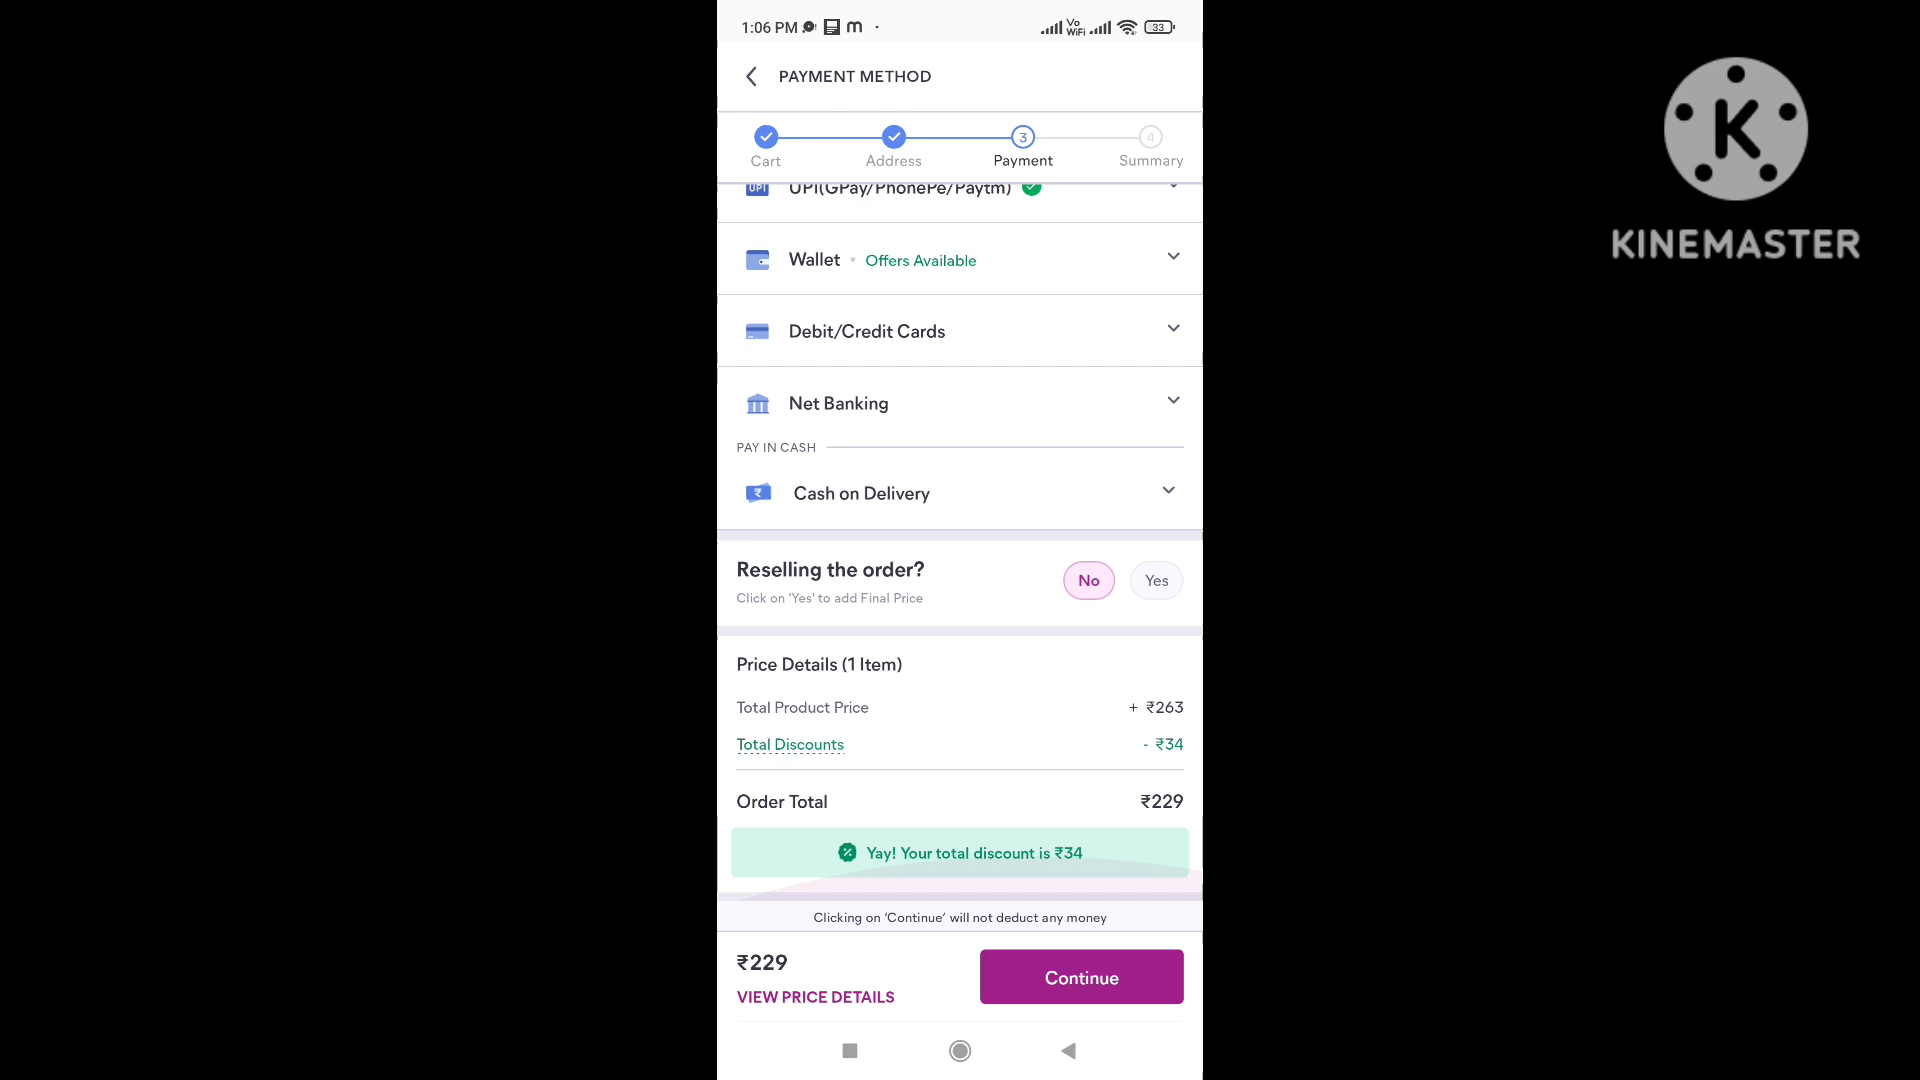 1:06 PM
Vo
WiFi
33
PAYMENT METHOD
3
4
Cart
Address
Payment
Summary
UPI
UPI(GPay/PhonePe/Paytm)
Wallet • Offers Available
Debit/Credit Cards
Net Banking
PAY IN CASH
₹
Cash on Delivery
Reselling the order?
No
Yes
Click on 'Yes' to add Final Price
Price Details (1 Item)
Total Product Price + ₹263
Total Discounts - ₹34
Order Total ₹229
Yay! Your total discount is ₹34
Clicking on ‘Continue’ will not deduct any money
₹229
Continue
VIEW PRICE DETAILS
K
KINEMASTER